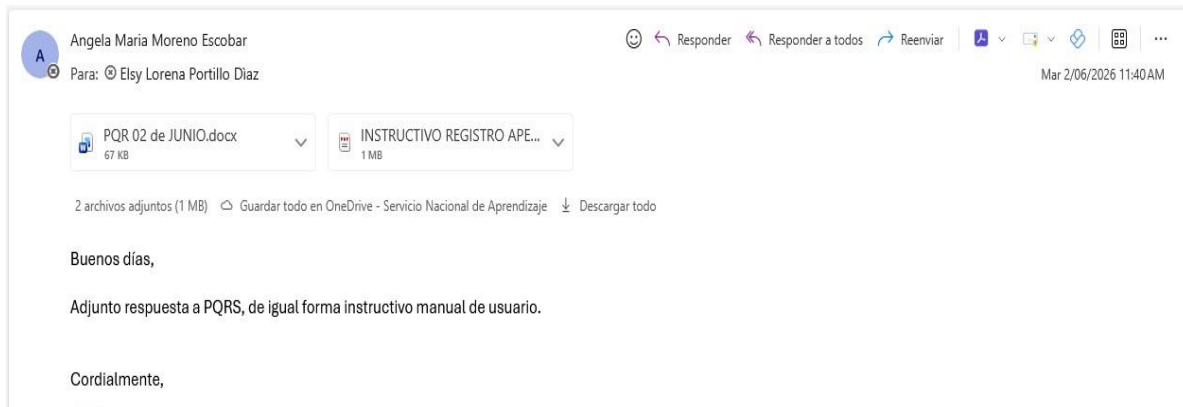 A
Angela Maria Moreno Escobar
Responder Responder a todos Reenviar
Para: Elsy Lorena Portillo Díaz
Mar 2/06/2026 11:40 AM
PQR 02 de JUNIO.docx
67 KB
INSTRUCTIVO REGISTRO APE...
1 MB
2 archivos adjuntos (1 MB) Guardar todo en OneDrive - Servicio Nacional de Aprendizaje Descargar todo
Buenos días,
Adjunto respuesta a PQRS, de igual forma instructivo manual de usuario.
Cordialmente,